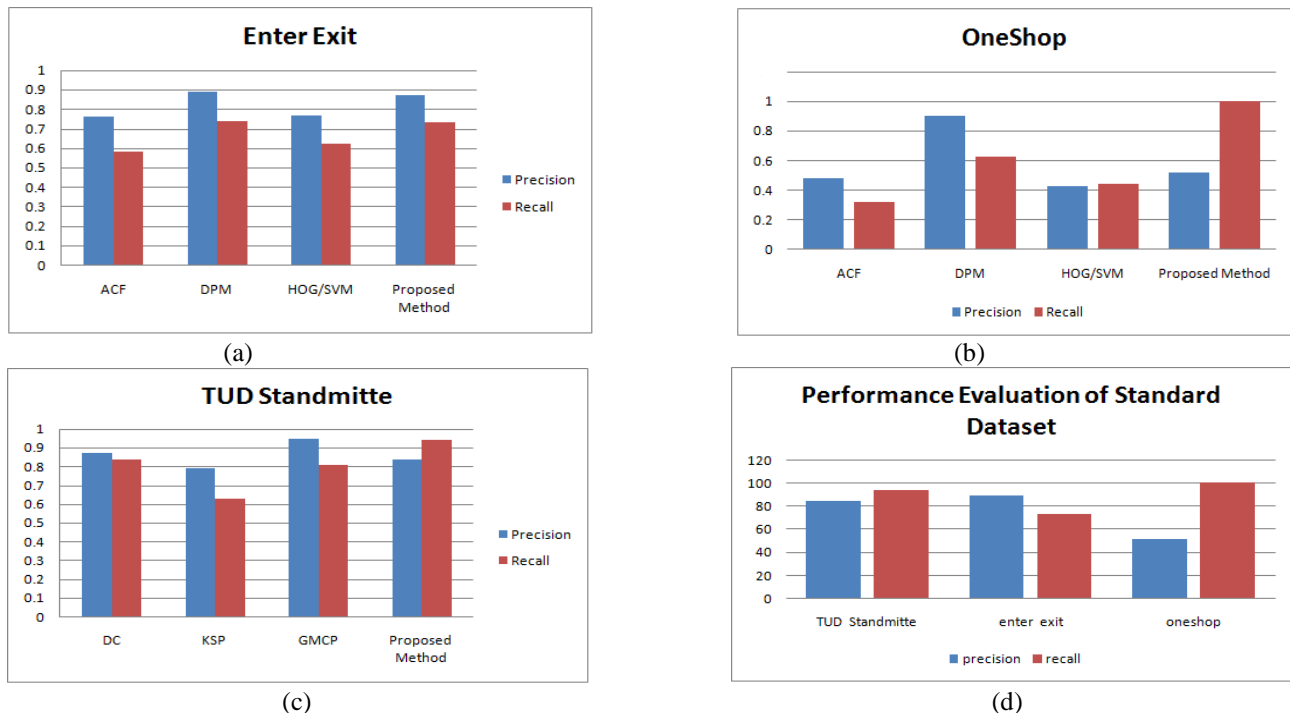 Enter Exit
1
0.9
0.8
0.7
0.6
0.5
0.4
0.3
0.2
0.1
0
ACF DPM HOG/SVM Proposed
Method
Precision
Recall
(a)
OneShop
1
0.8
0.6
0.4
0.2
0
ACF DPM HOG/SVM Proposed Method
Precision Recall
(b)
TUD Standmitte
1
0.9
0.8
0.7
0.6
0.5
0.4
0.3
0.2
0.1
0
DC KSP GMCP Proposed
Method
Precision
Recall
(c)
Performance Evaluation of Standard
Dataset
120
100
80
60
40
20
0
TUD Standmitte enter exit oneshop
precision recall
(d)